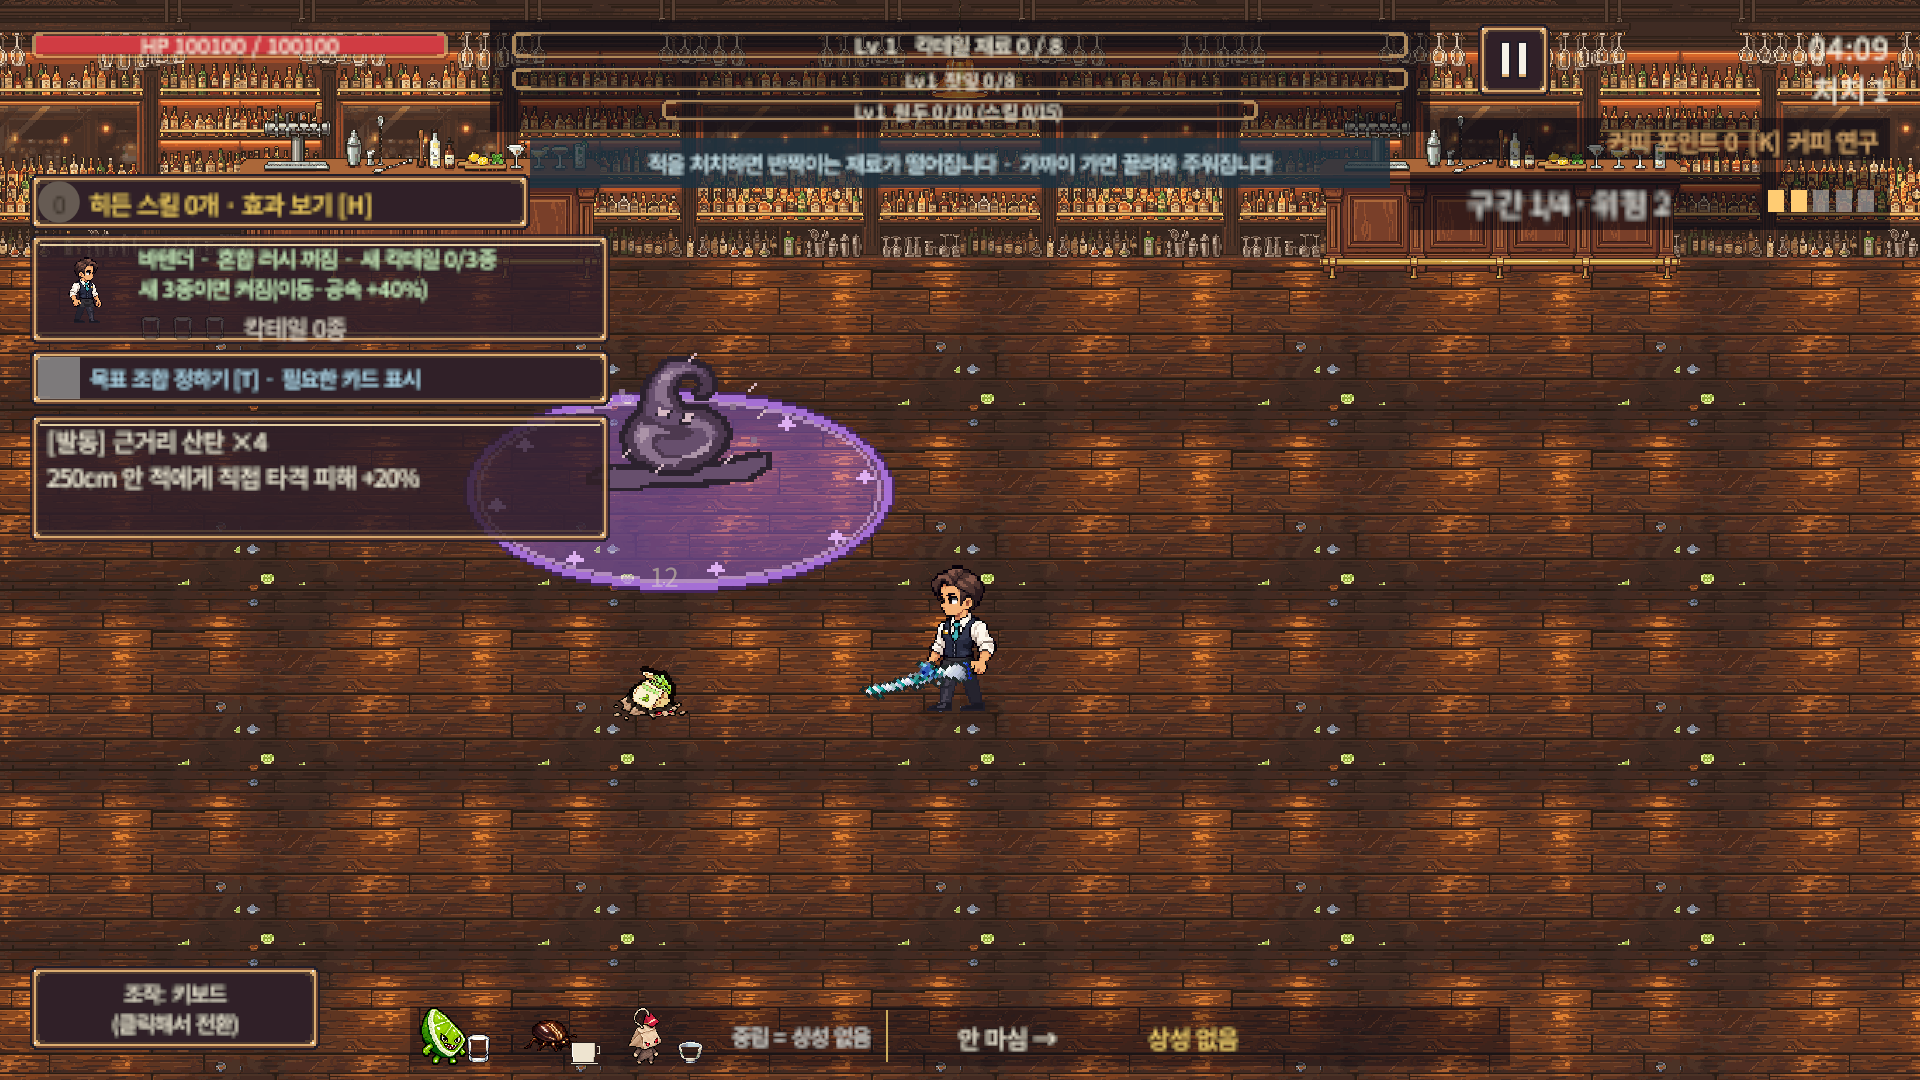 HP 100100 / 100100
Lv 1 칵테일 재료 0 / 8
Lv1 찻잎 0/8
Lv1 원두 0/10 (스킬 0/15)
04:09
처치 1
커피 포인트 0 [K] 커피 연구
적을 처치하면 반짝이는 재료가 떨어집니다 · 가까이 가면 끌려와 주워집니다
구간 1/4 · 위험 2
0 히든 스킬 0개 · 효과 보기 [H]
바텐더 - 혼합 러시 꺼짐 - 새 칵테일 0/3종
새 3종이면 켜짐(이동·공속 +40%)
칵테일 0종
목표 조합 정하기 [T] - 필요한 카드 표시
[발동] 근거리 산탄 ×4
250cm 안 적에게 직접 타격 피해 +20%
12
조작: 키보드
(클릭해서 전환)
중립 = 상성 없음
안 마심 →
상성 없음